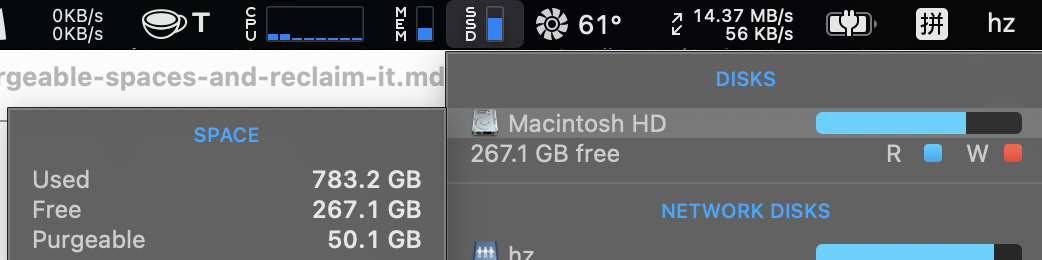 0KB/s
0KB/s
T
CPU
MEM
SSD
61°
14.37 MB/s
56 KB/s
拼
hz
rgeable-spaces-and-reclaim-it.md
DISKS
Macintosh HD
267.1 GB free R W
NETWORK DISKS
hz
SPACE
Used 783.2 GB
Free 267.1 GB
Purgeable 50.1 GB